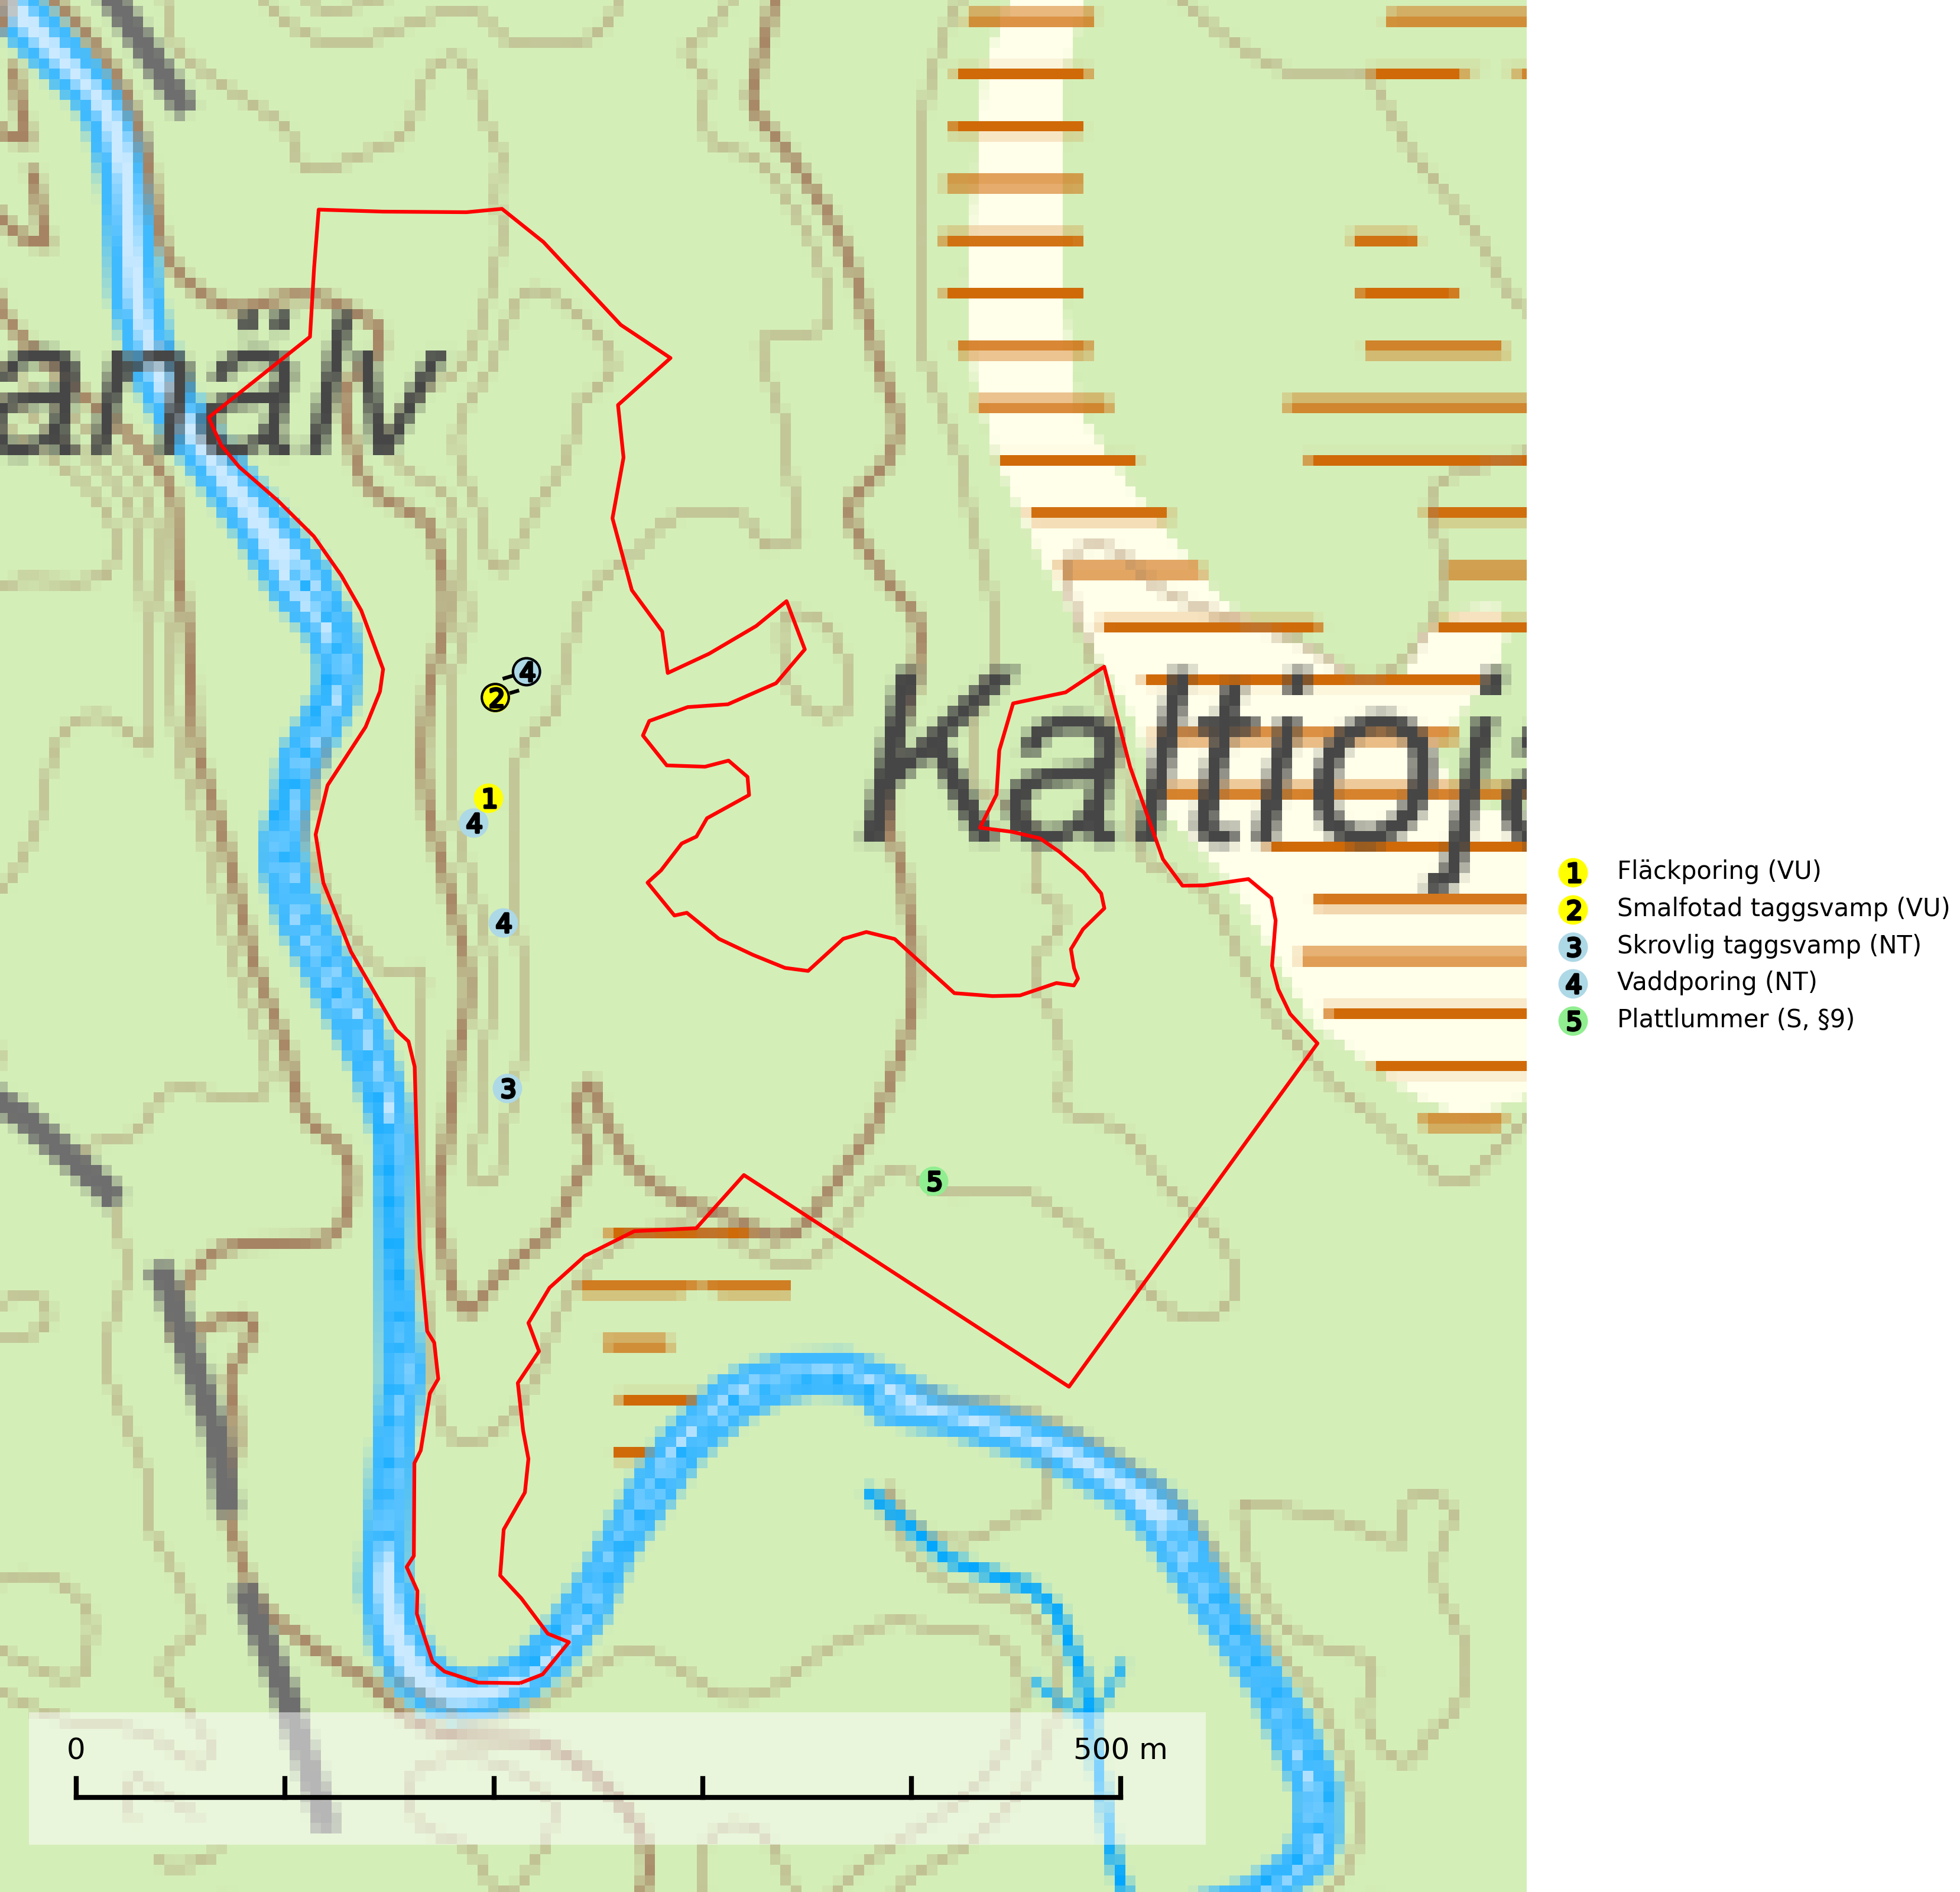 amäN
Kaltioj
4
2
1
4
4
3
5
1 Fläckporing (VU)
2 Smalfotad taggsvamp (VU)
3 Skrovlig taggsvamp (NT)
4 Vaddporing (NT)
5 Plattlummer (S, §9)
0 500 m